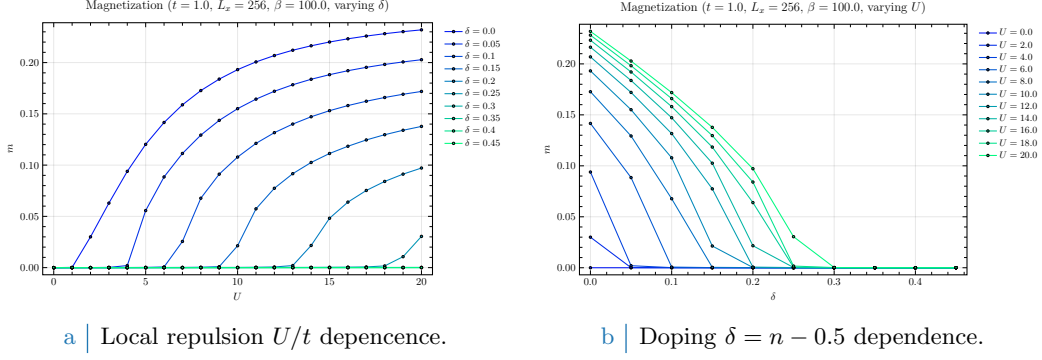 Magnetization (t = 1.0, Lx = 256, β = 100.0, varying δ)
m
0.20
0.15
0.10
0.05
0.00
0
5
10
15
20
U
δ = 0.0
δ = 0.05
δ = 0.1
δ = 0.15
δ = 0.2
δ = 0.25
δ = 0.3
δ = 0.35
δ = 0.4
δ = 0.45
a | Local repulsion U/t depencence.
Magnetization (t = 1.0, Lx = 256, β = 100.0, varying U)
m
0.20
0.15
0.10
0.05
0.00
0.0
0.1
0.2
0.3
0.4
δ
U = 0.0
U = 2.0
U = 4.0
U = 6.0
U = 8.0
U = 10.0
U = 12.0
U = 14.0
U = 16.0
U = 18.0
U = 20.0
b | Doping δ = n − 0.5 dependence.